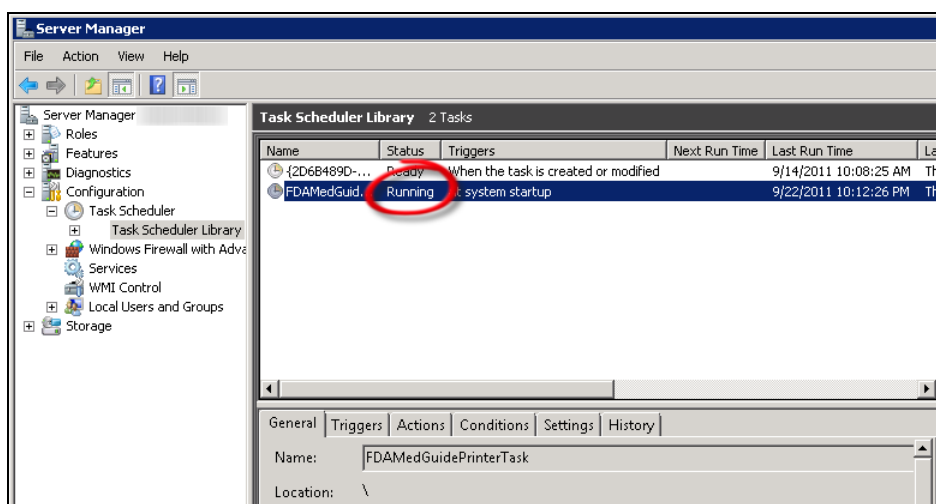 Server Manager
File Action View Help
Server Manager
Roles
Features
Diagnostics
Configuration
Task Scheduler
Task Scheduler Library
Windows Firewall with Adva
Services
WMI Control
Local Users and Groups
Storage
Task Scheduler Library 2 Tasks
Name Status Triggers Next Run Time Last Run Time La
{2D6B489D-... Ready When the task is created or modified 9/14/2011 10:08:25 AM Th
FDAMedGuid. Running at system startup 9/22/2011 10:12:26 PM Th
General Triggers Actions Conditions Settings History
Name: FDAMedGuidePrinterTask
Location: \